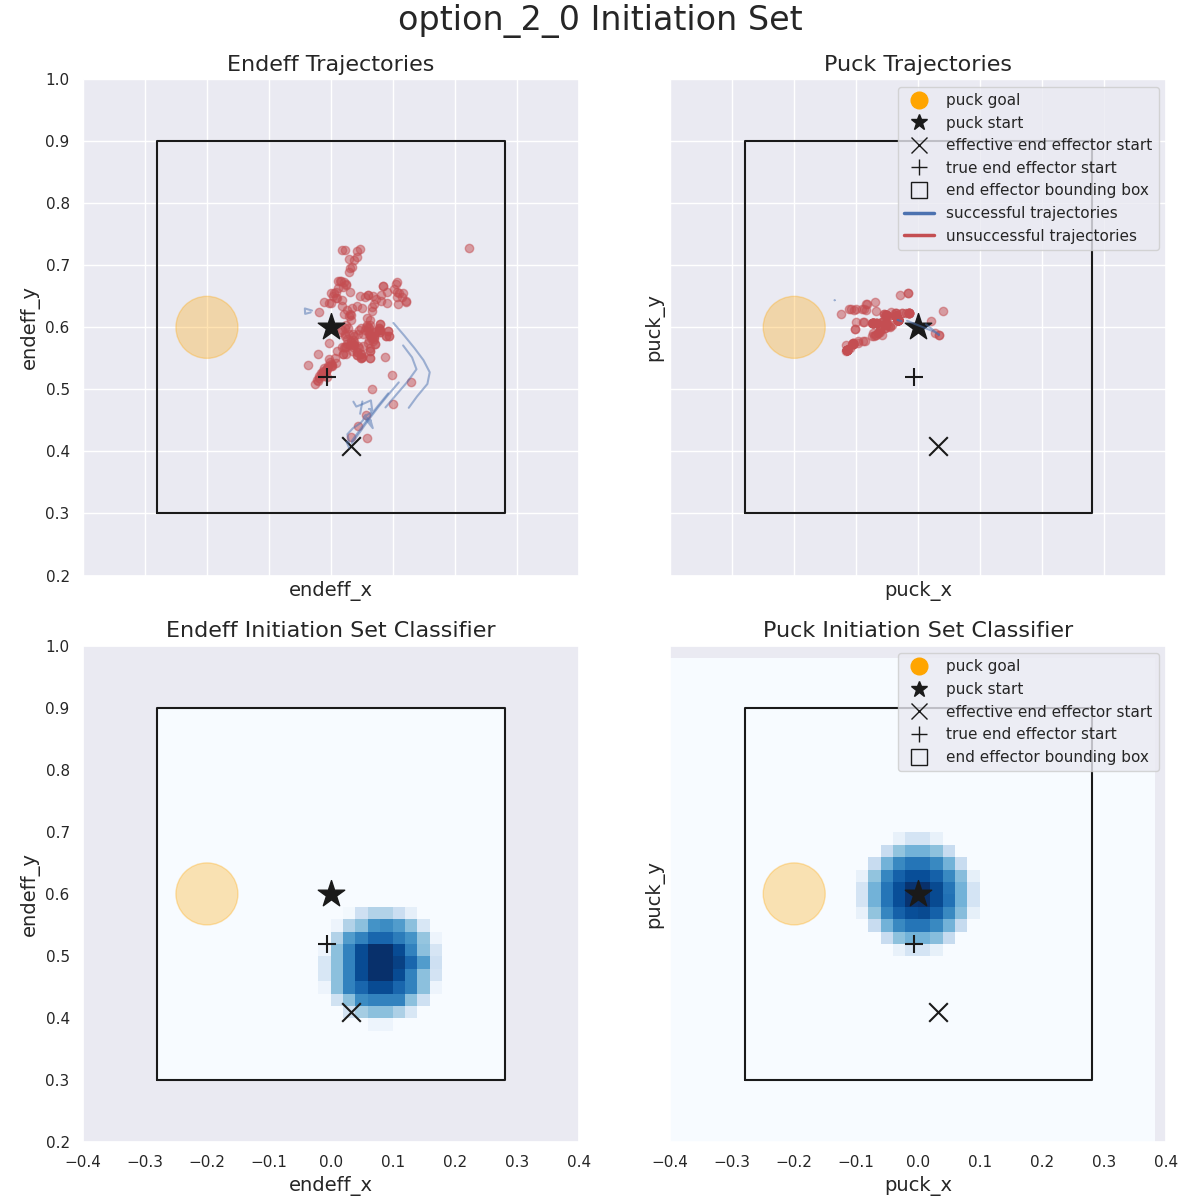 option_2_0 Initiation Set
Endeff Trajectories
Puck Trajectories
1.0
0.9
0.8
0.7
0.6
0.5
0.4
0.3
0.2
endeff_y
endeff_x
puck_y
puck_x
puck goal
puck start
effective end effector start
true end effector start
end effector bounding box
successful trajectories
unsuccessful trajectories
Endeff Initiation Set Classifier
Puck Initiation Set Classifier
1.0
0.9
0.8
0.7
0.6
0.5
0.4
0.3
0.2
endeff_y
−0.4 −0.3 −0.2 −0.1 0.0 0.1 0.2 0.3 0.4
endeff_x
puck_y
puck goal
puck start
effective end effector start
true end effector start
end effector bounding box
−0.4 −0.3 −0.2 −0.1 0.0 0.1 0.2 0.3 0.4
puck_x